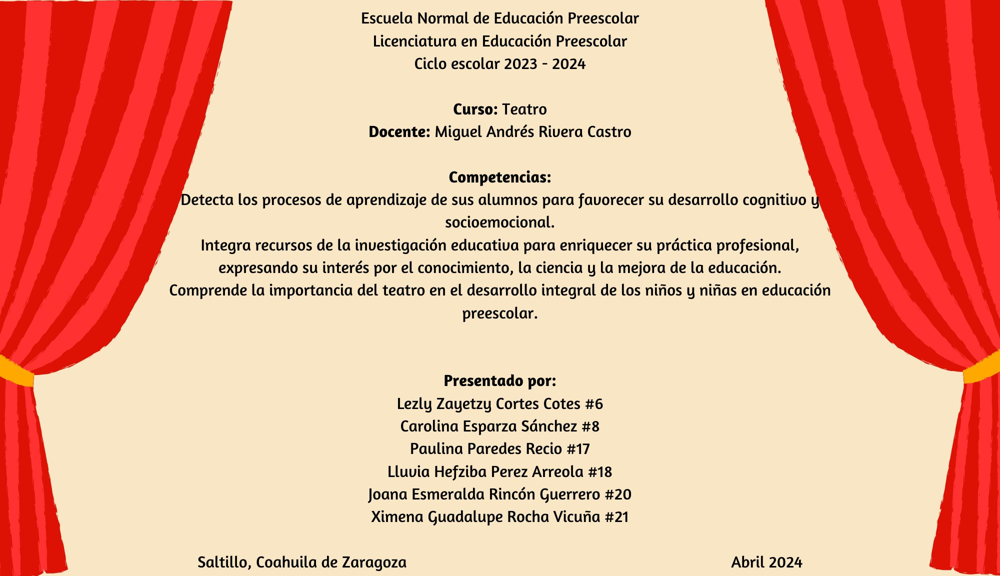 Escuela Normal de Educación Preescolar
Licenciatura en Educación Preescolar
Ciclo escolar 2023 - 2024
Curso: Teatro
Docente: Miguel Andrés Rivera Castro
Competencias:
Detecta los procesos de aprendizaje de sus alumnos para favorecer su desarrollo cognitivo y
socioemocional.
Integra recursos de la investigación educativa para enriquecer su práctica profesional,
expresando su interés por el conocimiento, la ciencia y la mejora de la educación.
Comprende la importancia del teatro en el desarrollo integral de los niños y niñas en educación
preescolar.
Presentado por:
Lezly Zayetzy Cortes Cotes #6
Carolina Esparza Sánchez #8
Paulina Paredes Recio #17
Lluvia Hefziba Perez Arreola #18
Joana Esmeralda Rincón Guerrero #20
Ximena Guadalupe Rocha Vicuña #21
Saltillo, Coahuila de Zaragoza Abril 2024